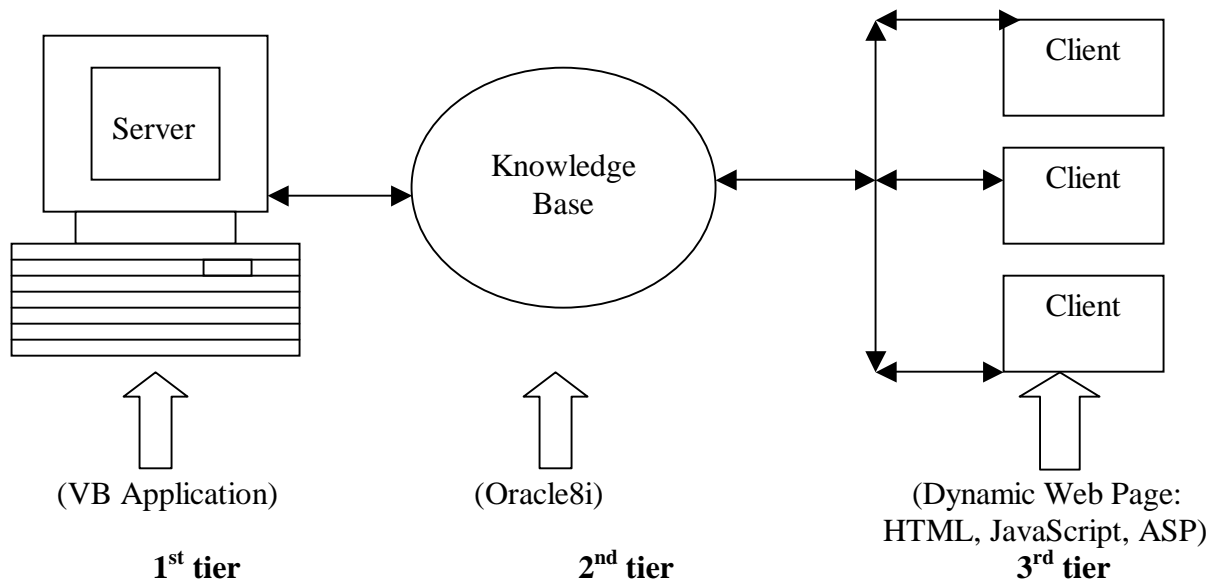 Server
Knowledge
Base
Client
Client
Client
(VB Application)
(Oracle8i)
(Dynamic Web Page:
HTML, JavaScript, ASP)
1st tier
2nd tier
3rd tier